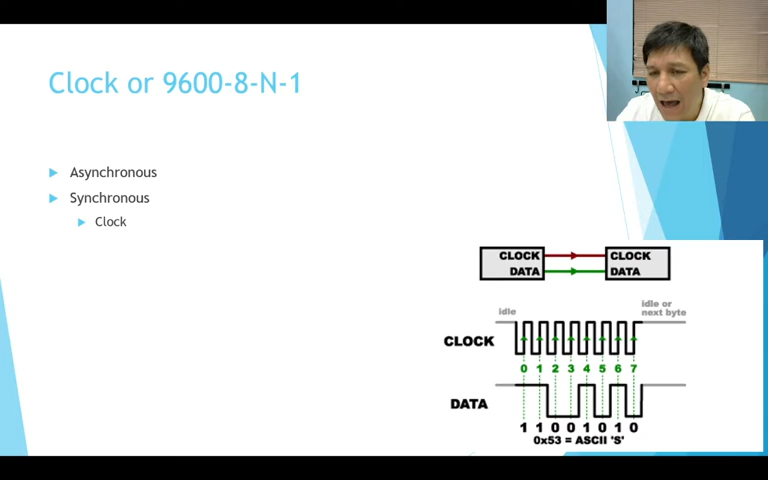 Clock or 9600-8-N-1
Asynchronous
Synchronous
Clock
CLOCK CLOCK
DATA DATA
idle
idle or
next byte
CLOCK
0 1 2 3 4 5 6 7
DATA
1 1 0 0 1 0 1 0
0x53 = ASCII 'S'